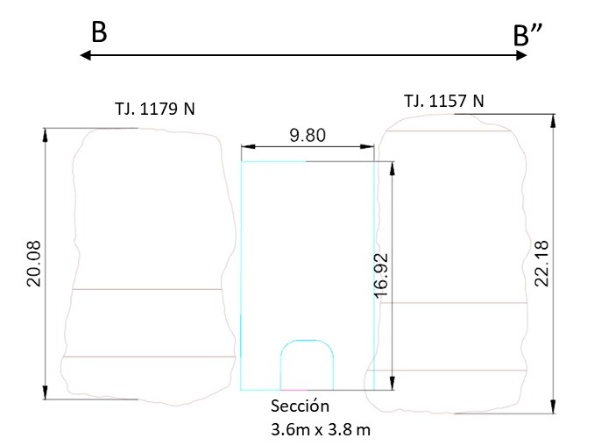 B
B”
TJ. 1179 N
TJ. 1157 N
9.80
20.08
16.92
22.18
Sección
3.6m x 3.8 m